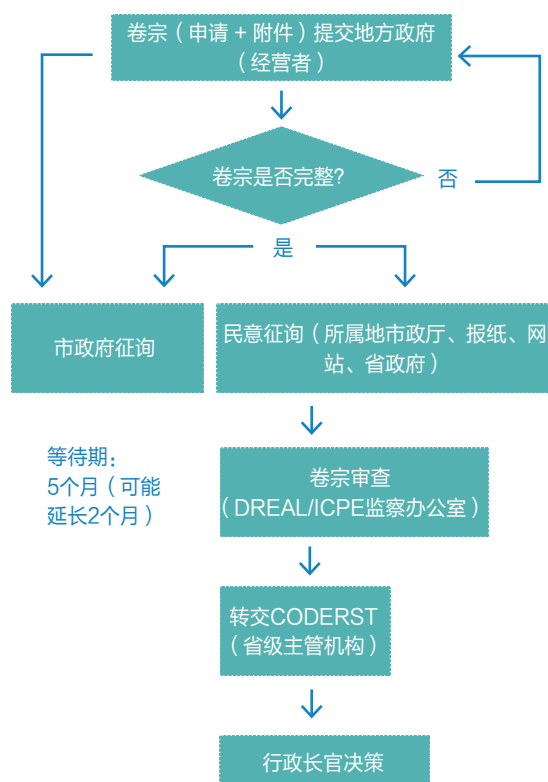 卷宗（申请 + 附件）提交地方政府
（经营者）
卷宗是否完整?
否
是
市政府征询
民意征询（所属地市政厅、报纸、网
站、省政府）
等待期：
5个月（可能
延长2个月）
卷宗审查
（DREAL/ICPE监察办公室）
转交CODERST
（省级主管机构）
行政长官决策